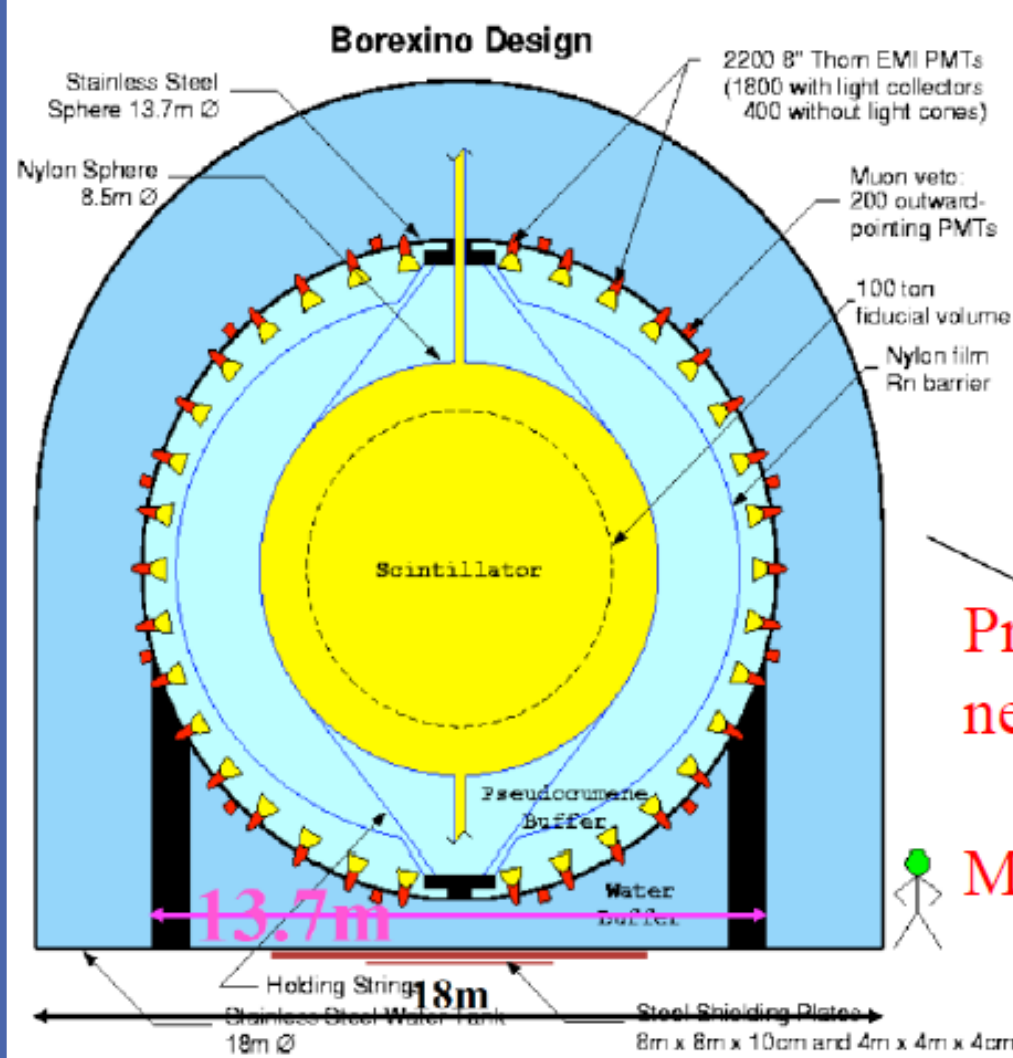 Borexino Design
Stainless Steel
Sphere 13.7m Ø
Nylon Sphere
8.5m Ø
2200 8" Thorn EMI PMTs
(1800 with light collectors
400 without light cones)
Muon veto:
200 outward-
pointing PMTs
100 ton
fiducial volume
Nylon film
Rn barrier
Scintillator
Pseudocumene
Buffer
Water
Buffer
Pr
ne
M
13.7m
Holding Strings
18m
Stainless Steel Water Tank
18m Ø
Steel Shielding Plates
8m x 8m x 10cm and 4m x 4m x 4cm